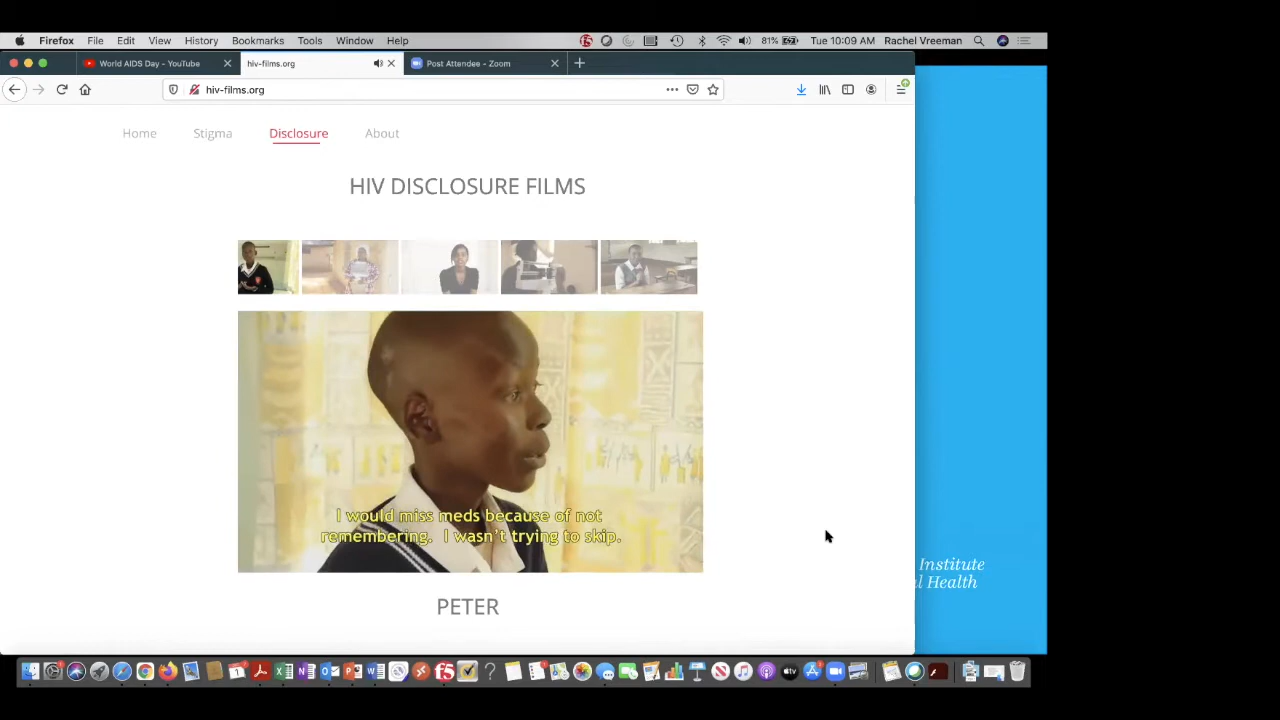 Firefox File Edit View History Bookmarks Tools Window Help 81% Tue 10:09 AM Rachel Vreeman
World AIDS Day - YouTube hiv-films.org Post Attendee - Zoom
hiv-films.org
Home Stigma Disclosure About
HIV DISCLOSURE FILMS
I would miss meds because of not
remembering. I wasn't trying to skip.
Institute
Health
PETER